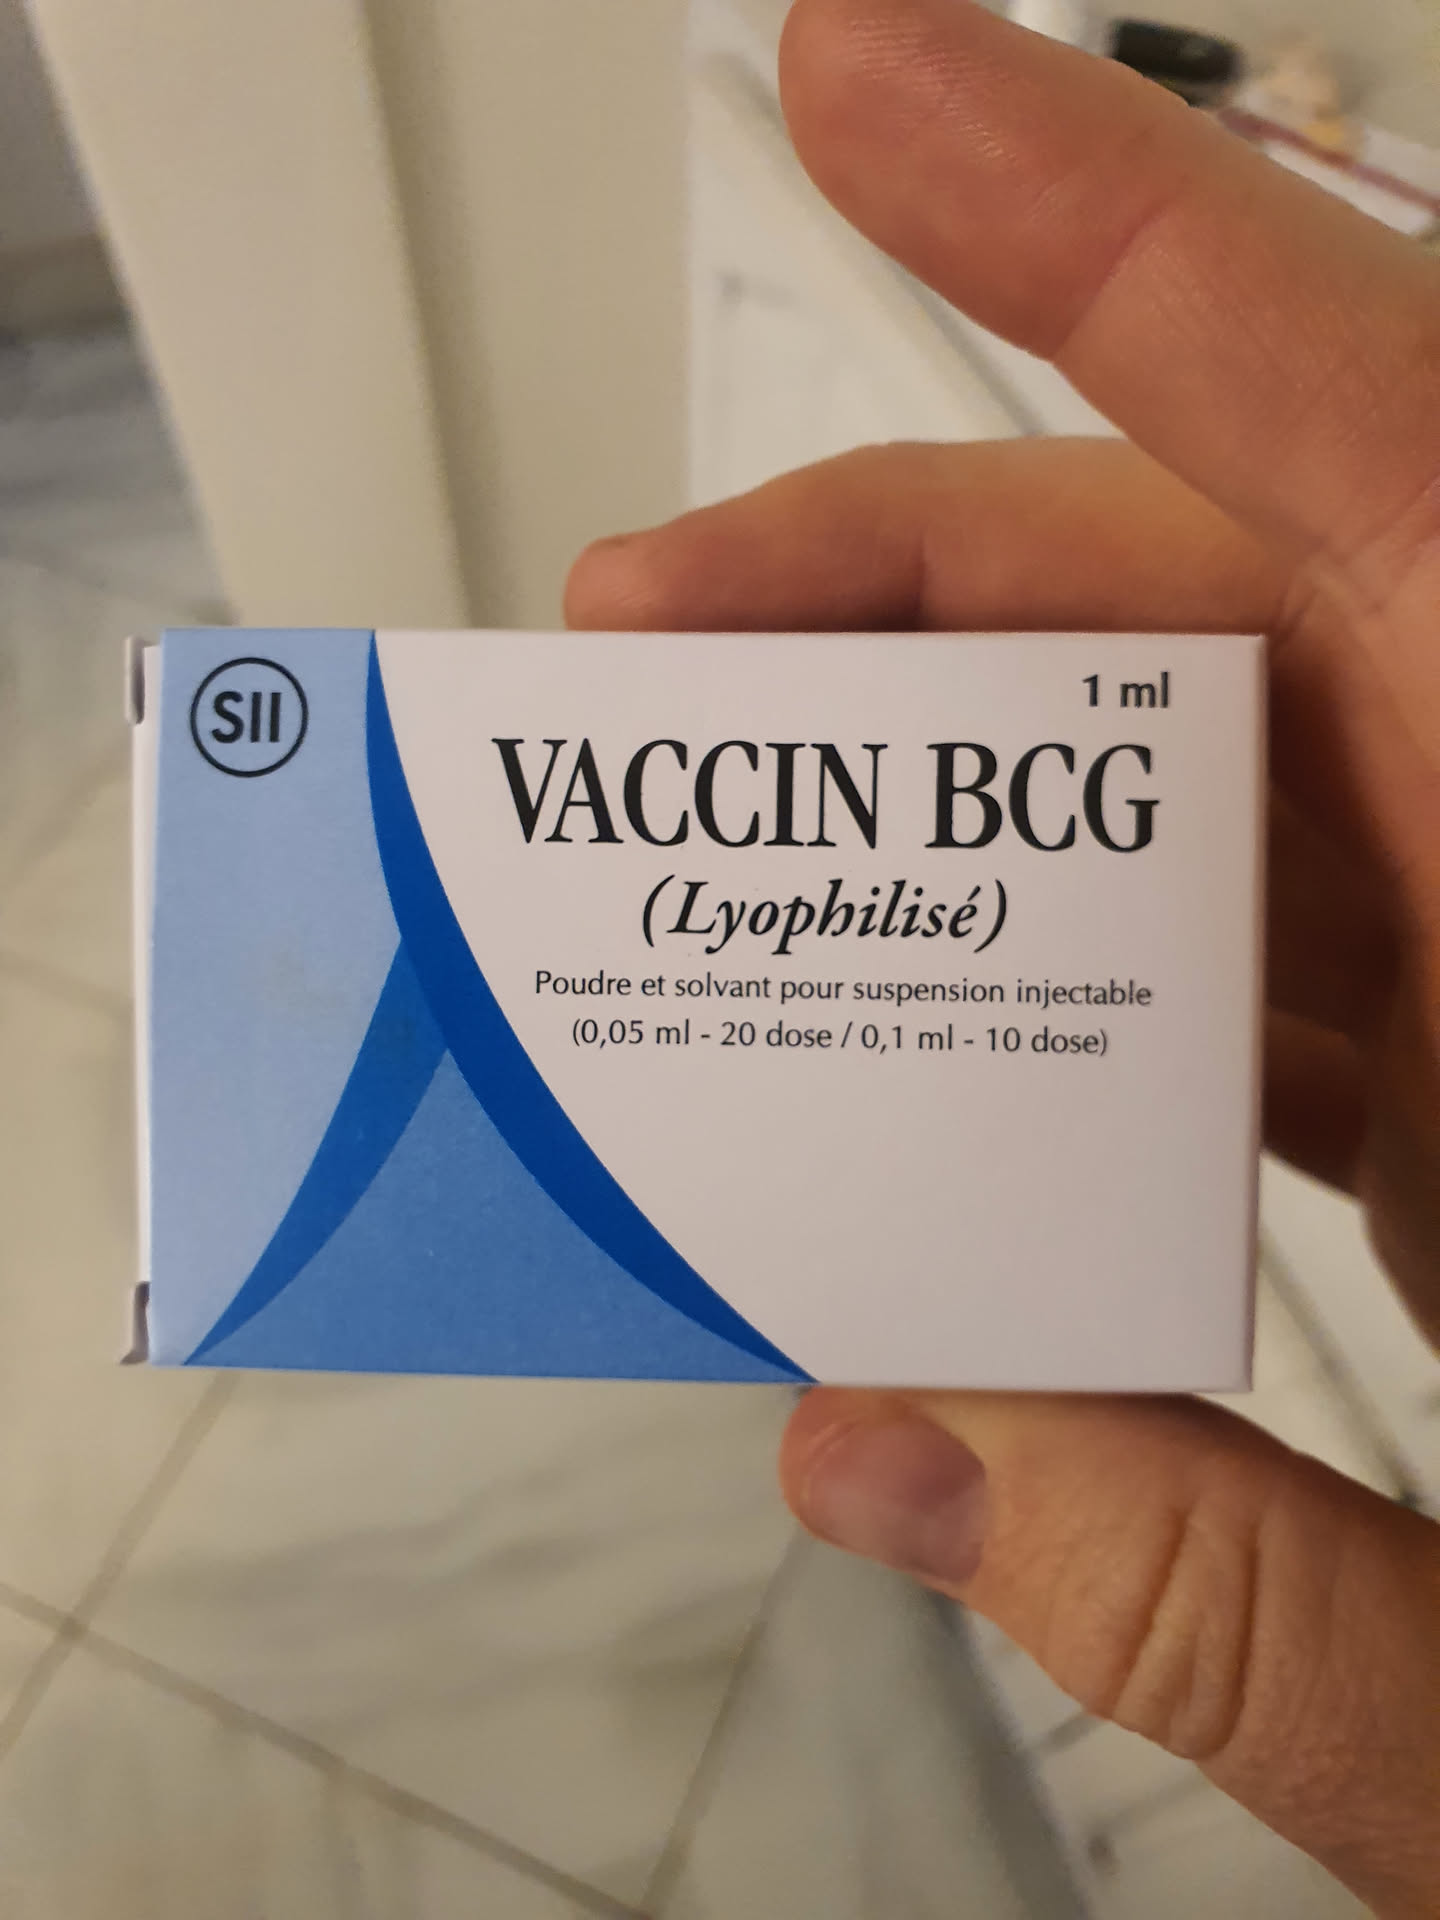 SII
1 ml
VACCIN BCG
(Lyophilisé)
Poudre et solvant pour suspension injectable
(0,05 ml - 20 dose / 0,1 ml - 10 dose)